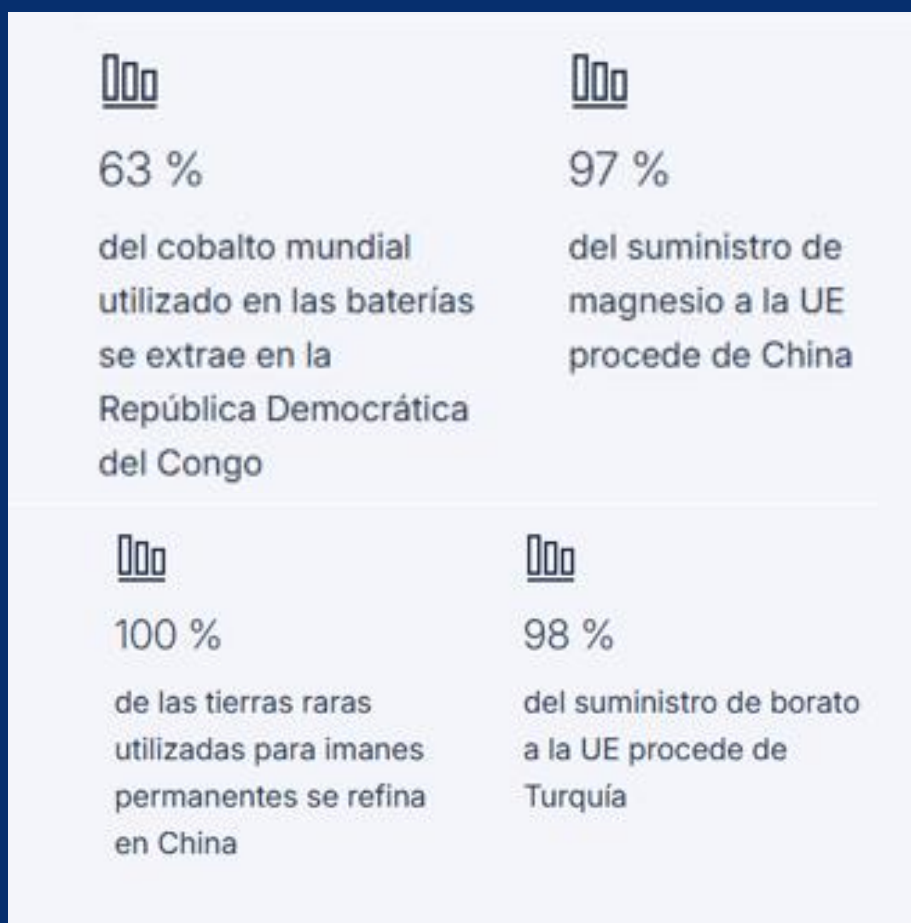 63 %
del cobalto mundial
utilizado en las baterías
se extrae en la
República Democrática
del Congo
97 %
del suministro de
magnesio a la UE
procede de China
100 %
de las tierras raras
utilizadas para imanes
permanentes se refina
en China
98 %
del suministro de borato
a la UE procede de
Turquía